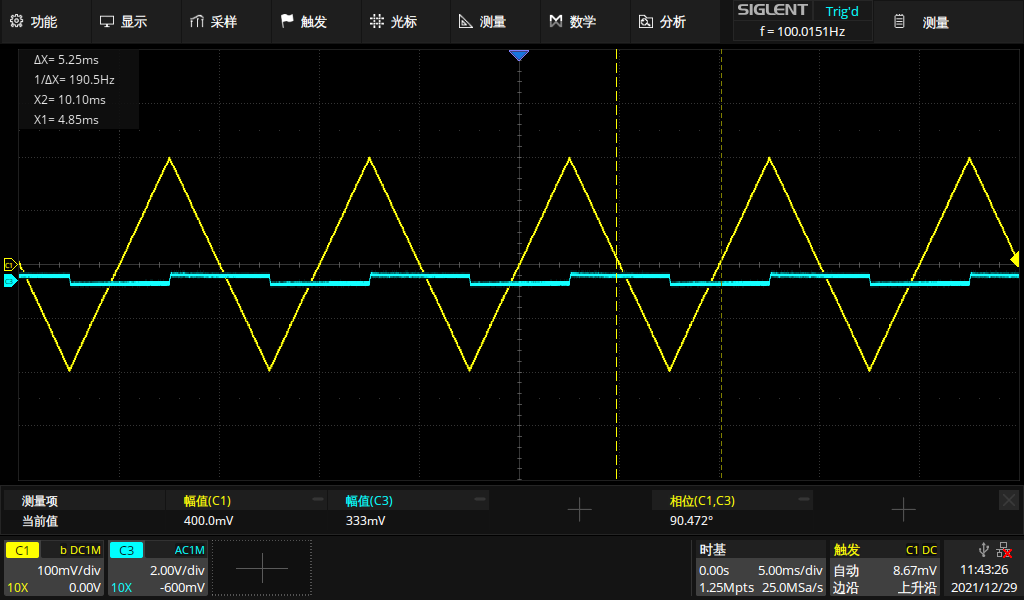 功能 显示 采样 触发 光标 测量 数学 分析 SIGLENT Trig'd 测量
f = 100.0151Hz
ΔX= 5.25ms
1/ΔX= 190.5Hz
X2= 10.10ms
X1= 4.85ms
C1
C3
测量项 幅值(C1) 幅值(C3) 相位(C1,C3)
当前值 400.0mV 333mV 90.472°
C1 b DC1M C3 AC1M 时基 触发 C1 DC
100mV/div 2.00V/div 0.00s 5.00ms/div 自动 8.67mV 11:43:26
10X 0.00V 10X -600mV 1.25Mpts 25.0MSa/s 边沿 上升沿 2021/12/29